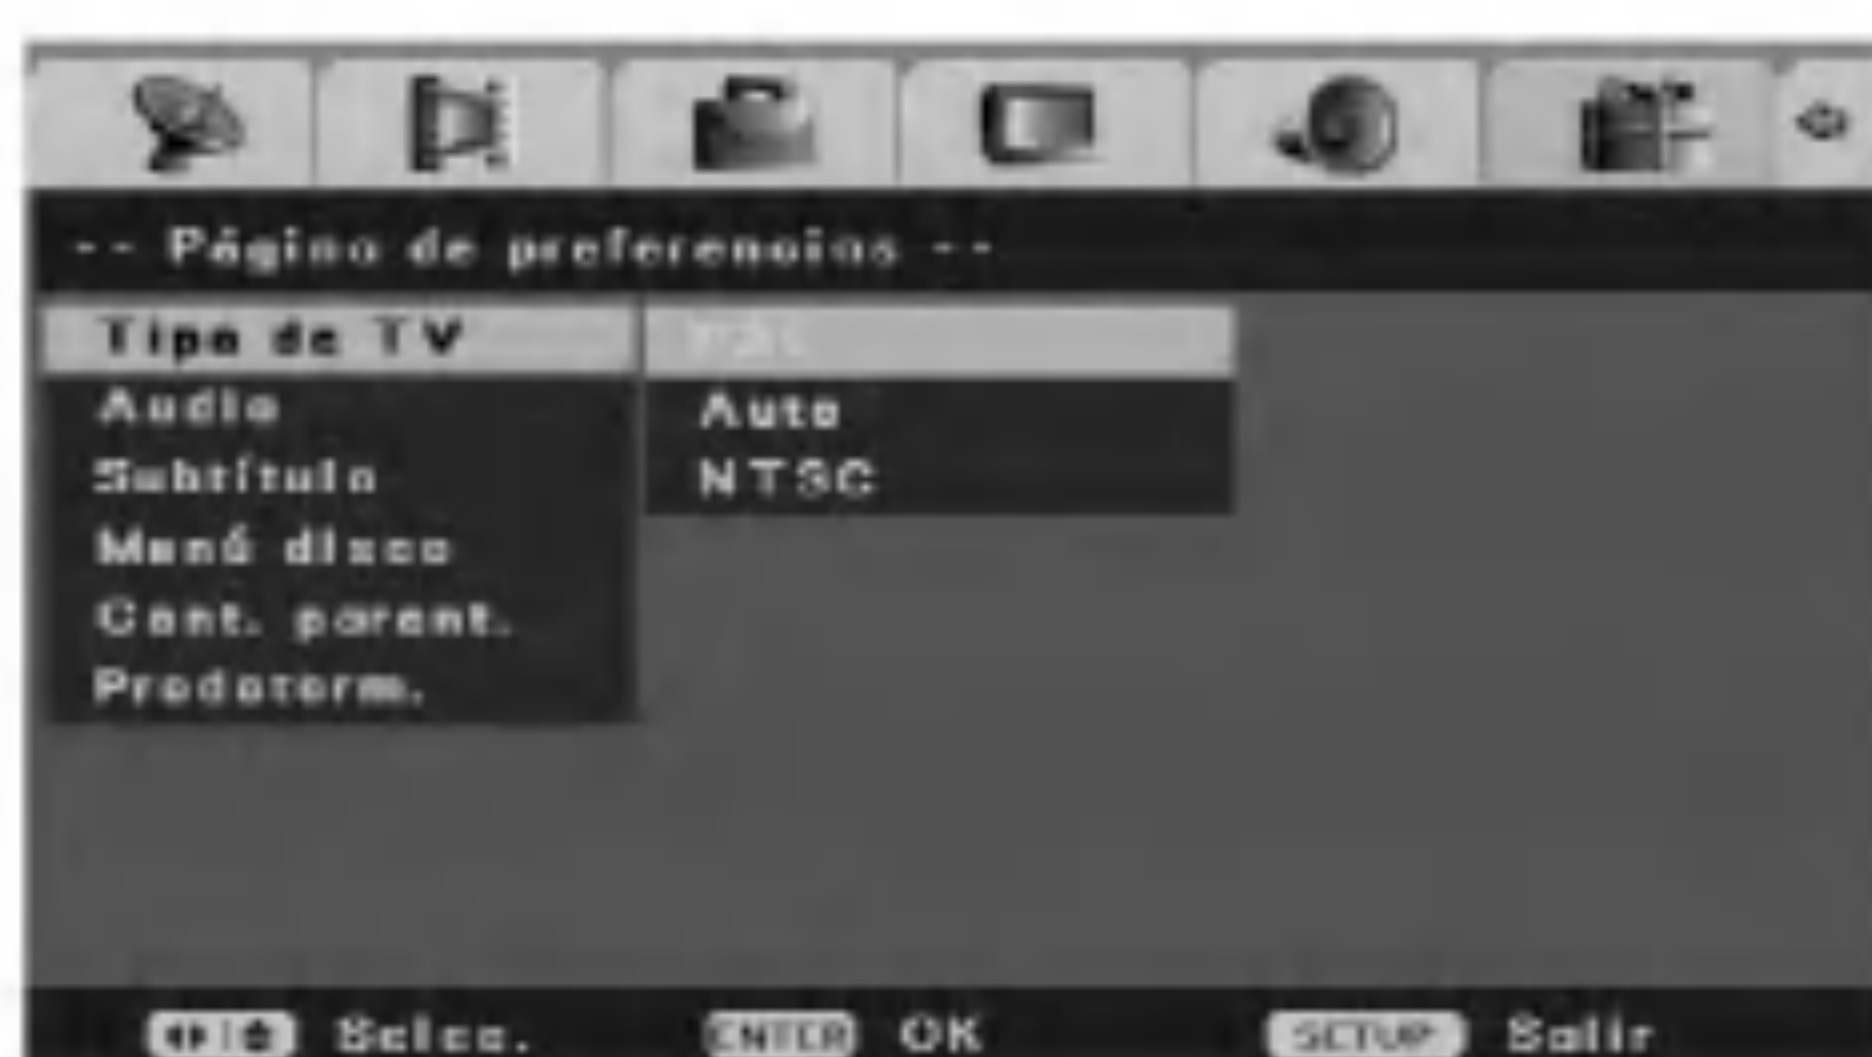 -- Página de preferencias --
Tipo de TV
Audio
Auto
Subtítulo
NTSC
Menú disco
Cont. parent.
Predeterm.
Selec.
ENTER OK
SETUP Salir